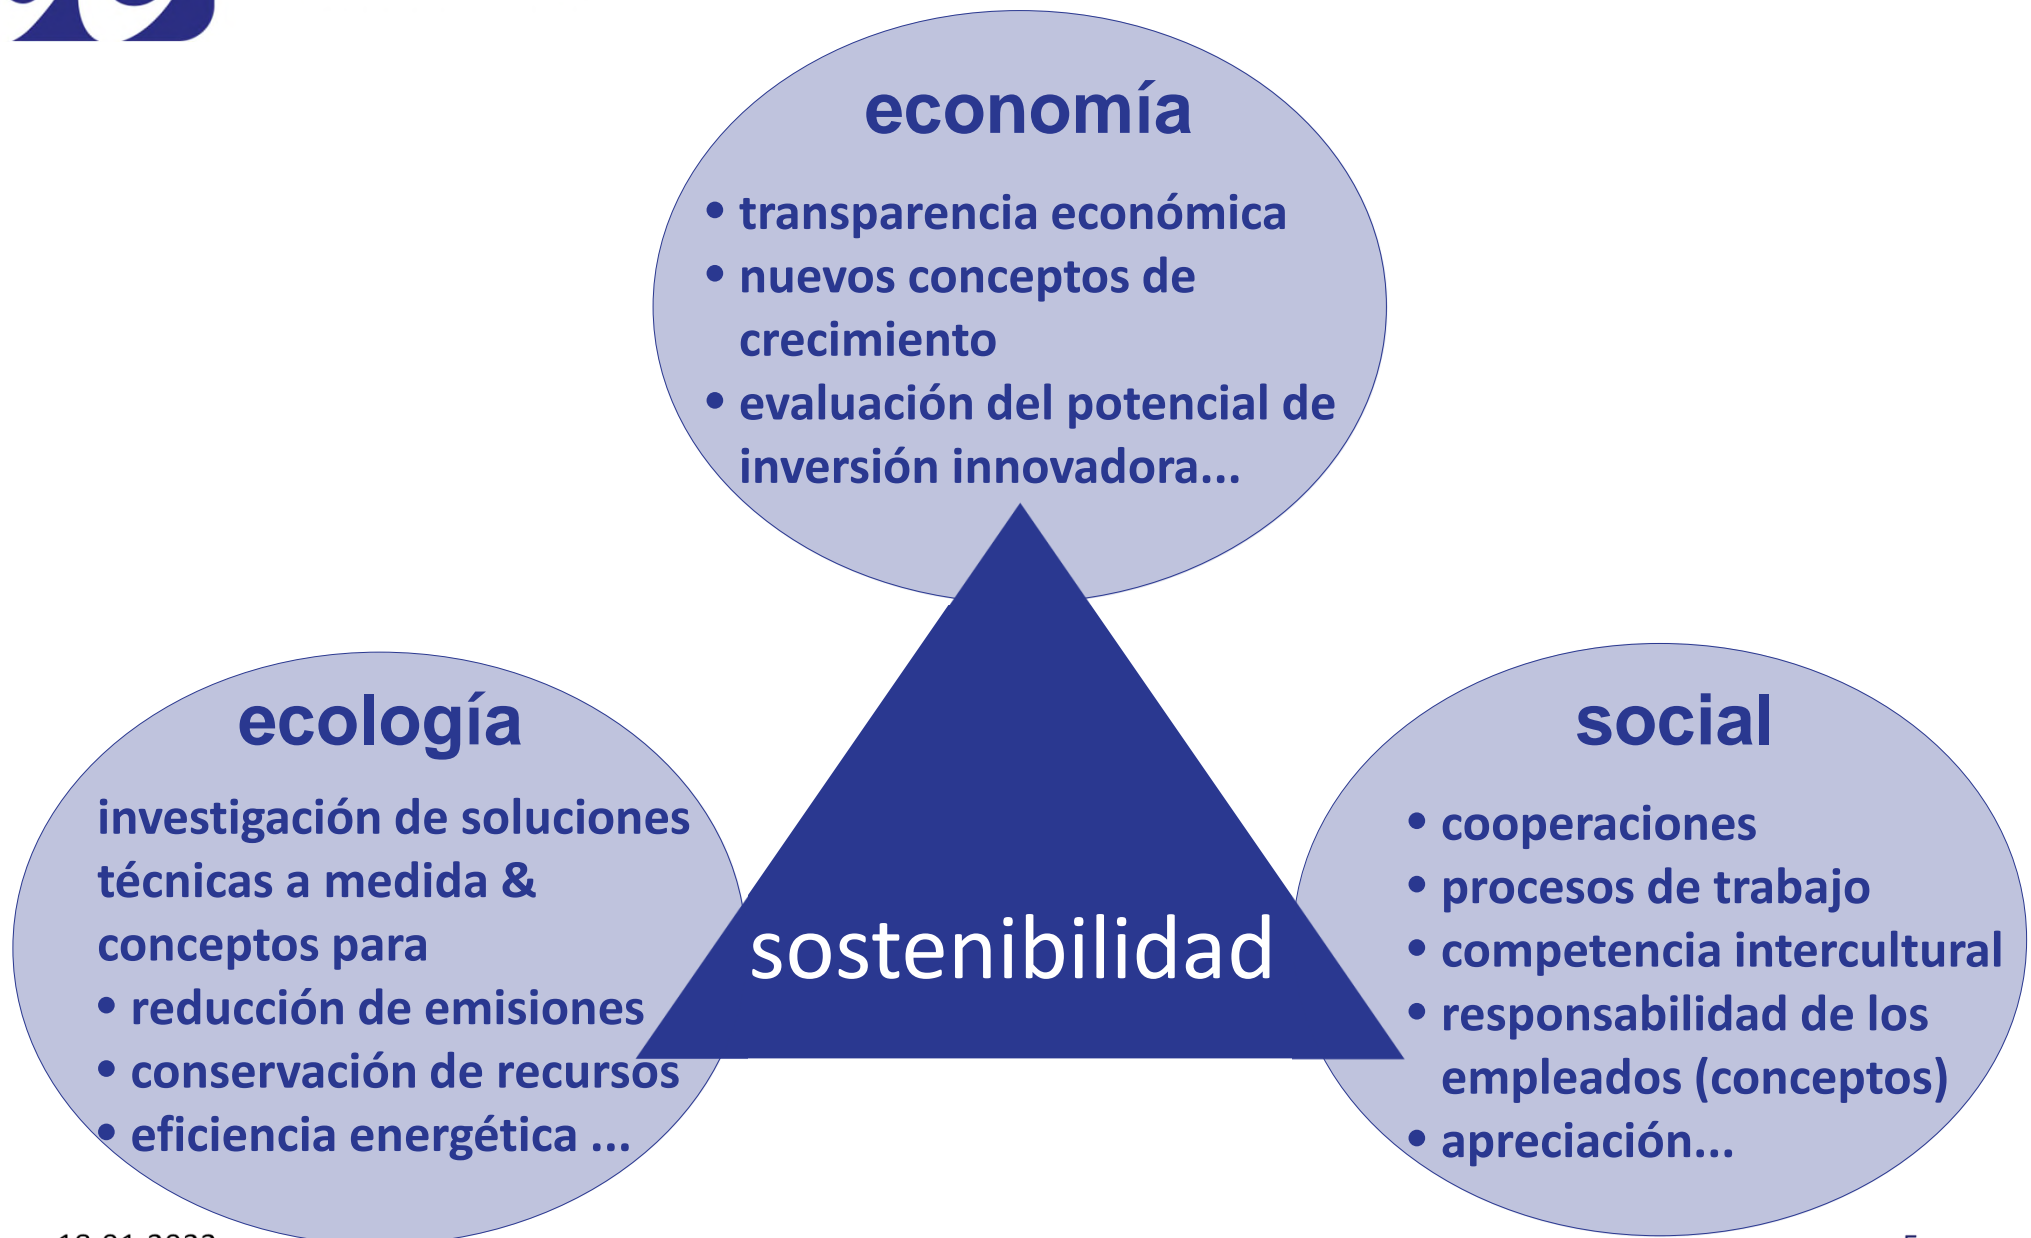 economía
• transparencia económica
• nuevos conceptos de
crecimiento
• evaluación del potencial de
inversión innovadora...
ecología
investigación de soluciones
técnicas a medida &
conceptos para
• reducción de emisiones
• conservación de recursos
• eficiencia energética ...
sostenibilidad
social
• cooperaciones
• procesos de trabajo
• competencia intercultural
• responsabilidad de los
empleados (conceptos)
• apreciación...